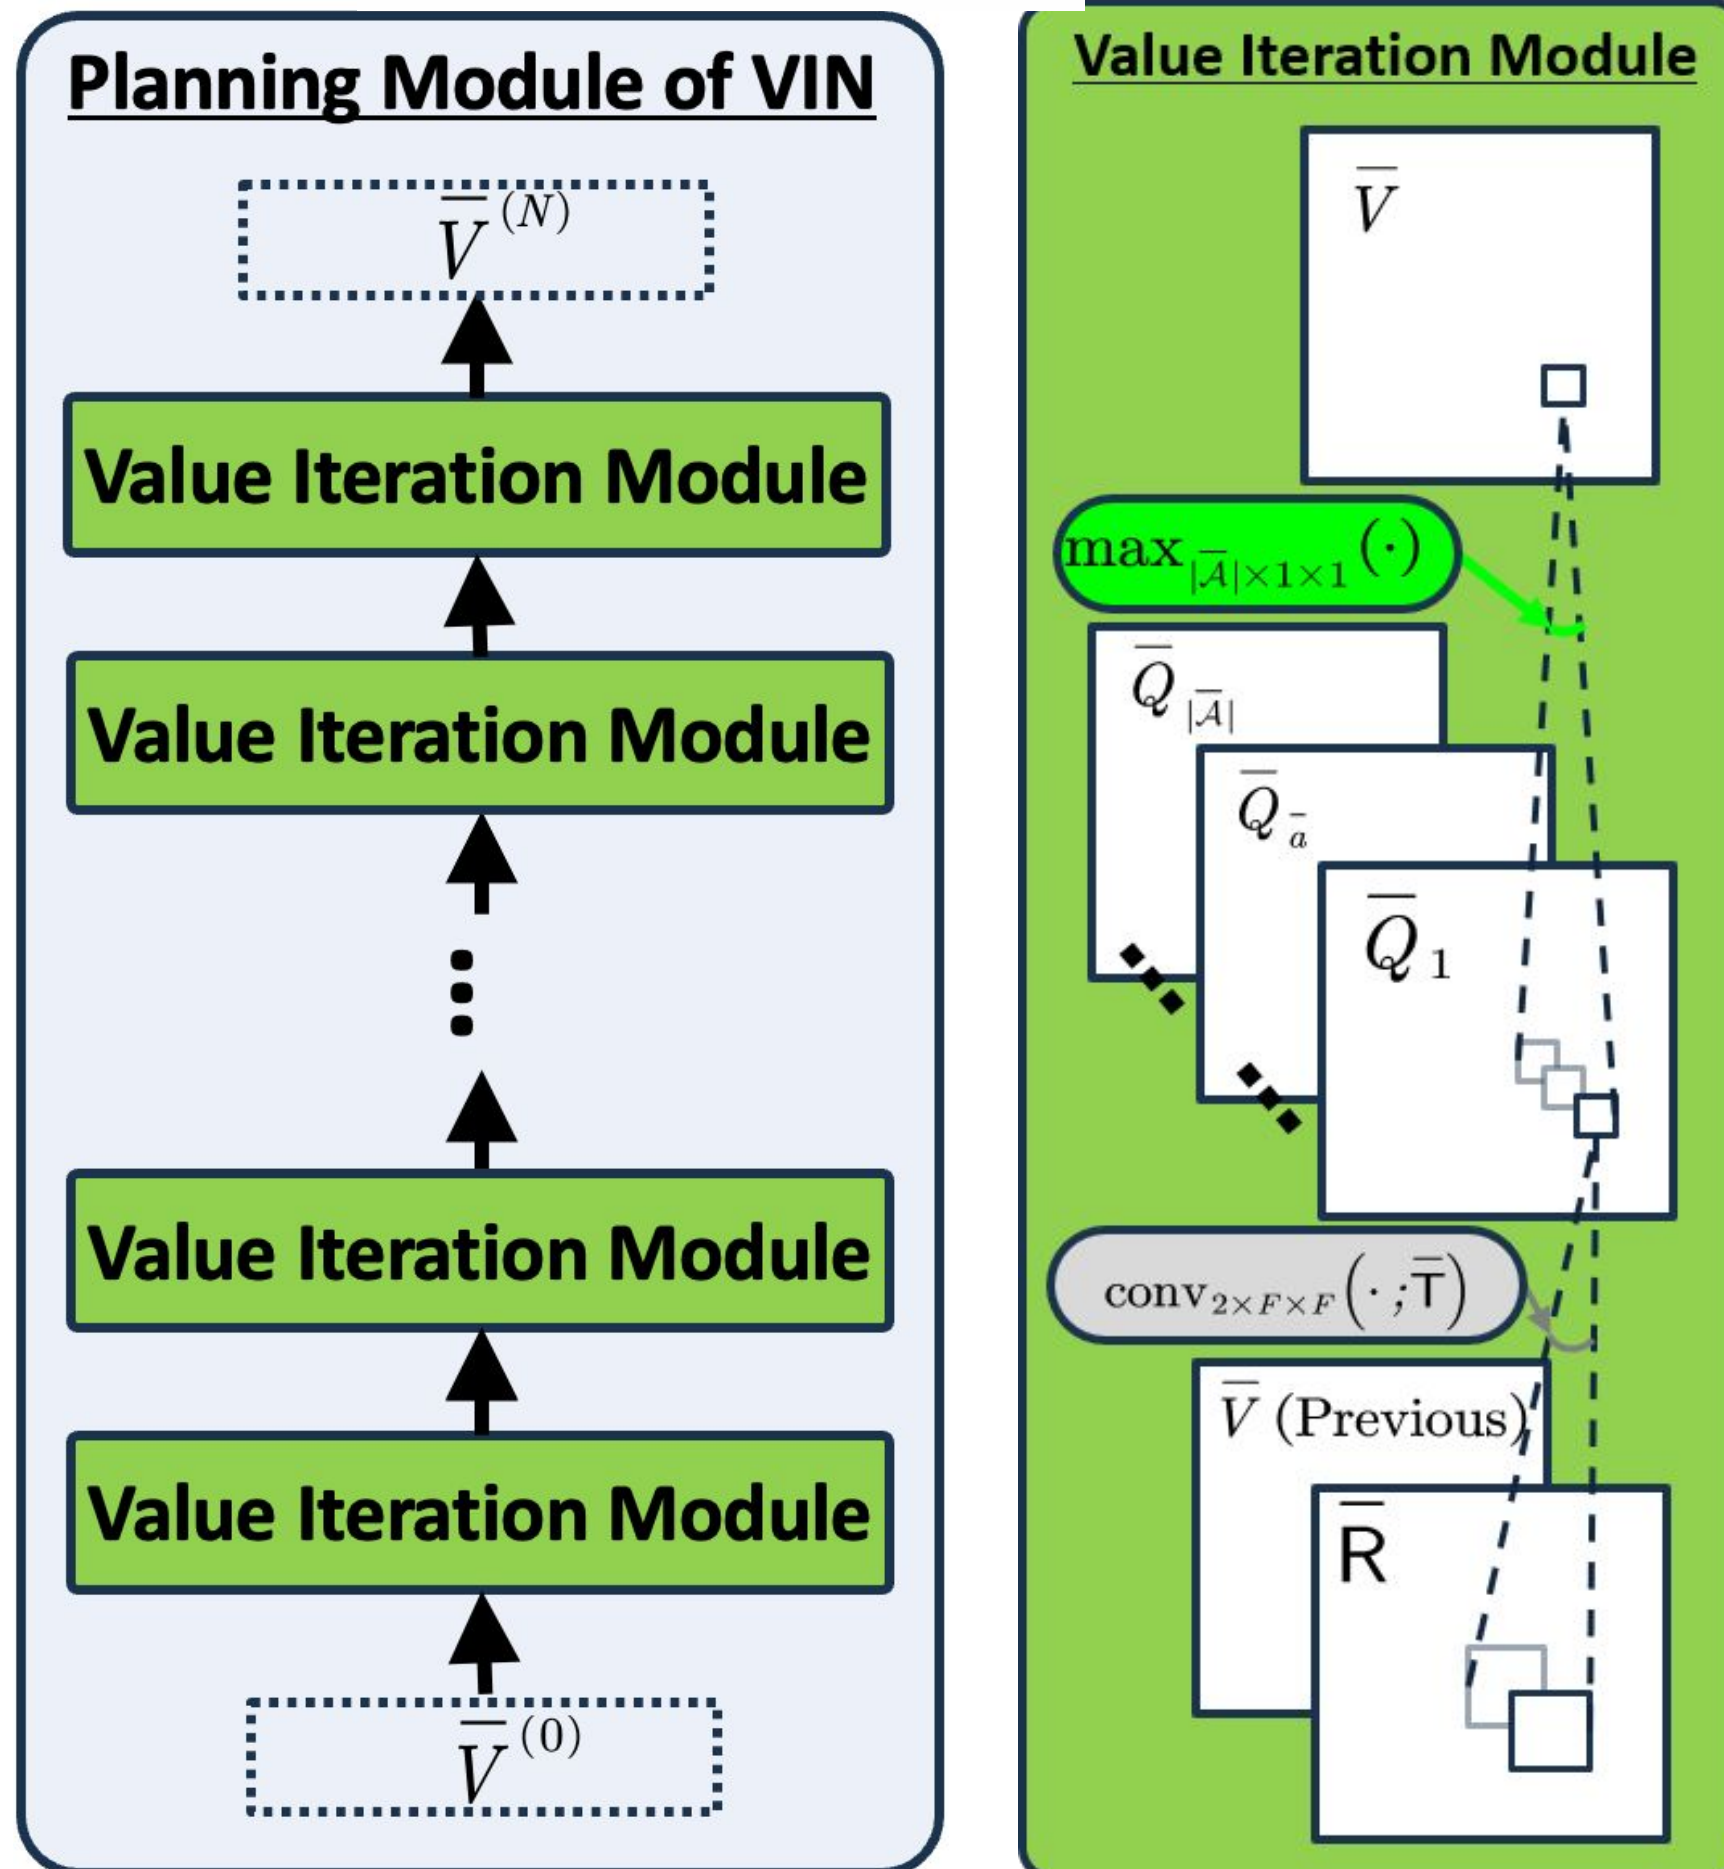 Planning Module of VIN
V̅ (N)
Value Iteration Module
Value Iteration Module
Value Iteration Module
Value Iteration Module
V̅ (0)
Value Iteration Module
V̅
max|𝒜̅|×1×1(·)
Q̅|𝒜̅|
Q̅a̅
Q̅1
conv2×F×F(·;T̅)
V̅ (Previous)
R̅